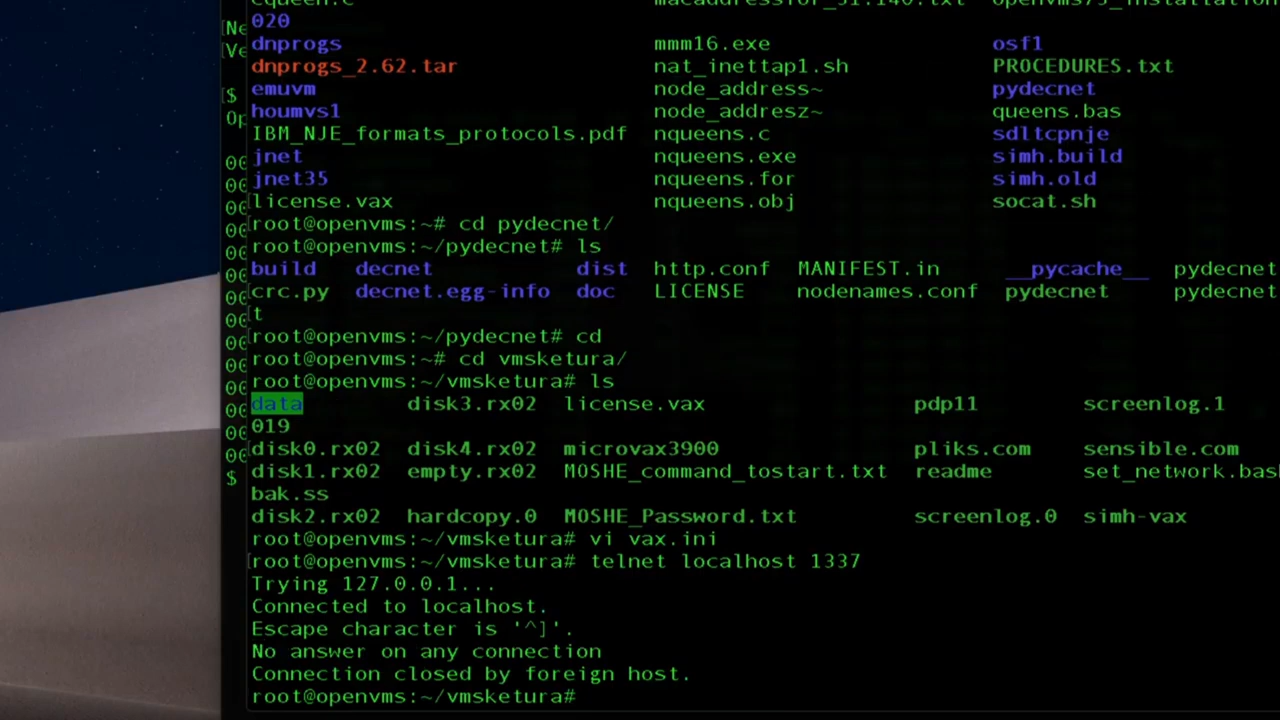 020
dnprogs mmm16.exe osf1
dnprogs_2.62.tar nat_inettap1.sh PROCEDURES.txt
emuvm node_address~ pydecnet
houmvs1 node_addresz~ queens.bas
IBM_NJE_formats_protocols.pdf nqueens.c sdltcpnje
jnet nqueens.exe simh.build
jnet35 nqueens.for simh.old
license.vax nqueens.obj socat.sh
root@openvms:~# cd pydecnet/
root@openvms:~/pydecnet# ls
build decnet dist http.conf MANIFEST.in __pycache__ pydecnet
crc.py decnet.egg-info doc LICENSE nodenames.conf pydecnet pydecnet
t
root@openvms:~/pydecnet# cd
root@openvms:~# cd vmsketura/
root@openvms:~/vmsketura# ls
data disk3.rx02 license.vax pdp11 screenlog.1
019
disk0.rx02 disk4.rx02 microvax3900 pliks.com sensible.com
disk1.rx02 empty.rx02 MOSHE_command_tostart.txt readme set_network.bas
bak.ss
disk2.rx02 hardcopy.0 MOSHE_Password.txt screenlog.0 simh-vax
root@openvms:~/vmsketura# vi vax.ini
root@openvms:~/vmsketura# telnet localhost 1337
Trying 127.0.0.1...
Connected to localhost.
Escape character is '^]'.
No answer on any connection
Connection closed by foreign host.
root@openvms:~/vmsketura#